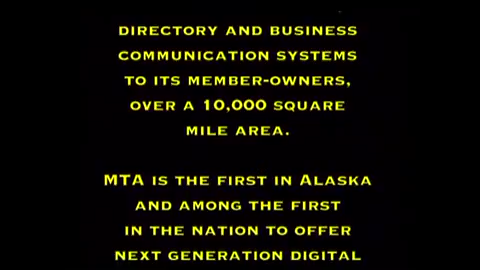 DIRECTORY AND BUSINESS
COMMUNICATION SYSTEMS
TO ITS MEMBER-OWNERS,
OVER A 10,000 SQUARE
MILE AREA.
MTA IS THE FIRST IN ALASKA
AND AMONG THE FIRST
IN THE NATION TO OFFER
NEXT GENERATION DIGITAL